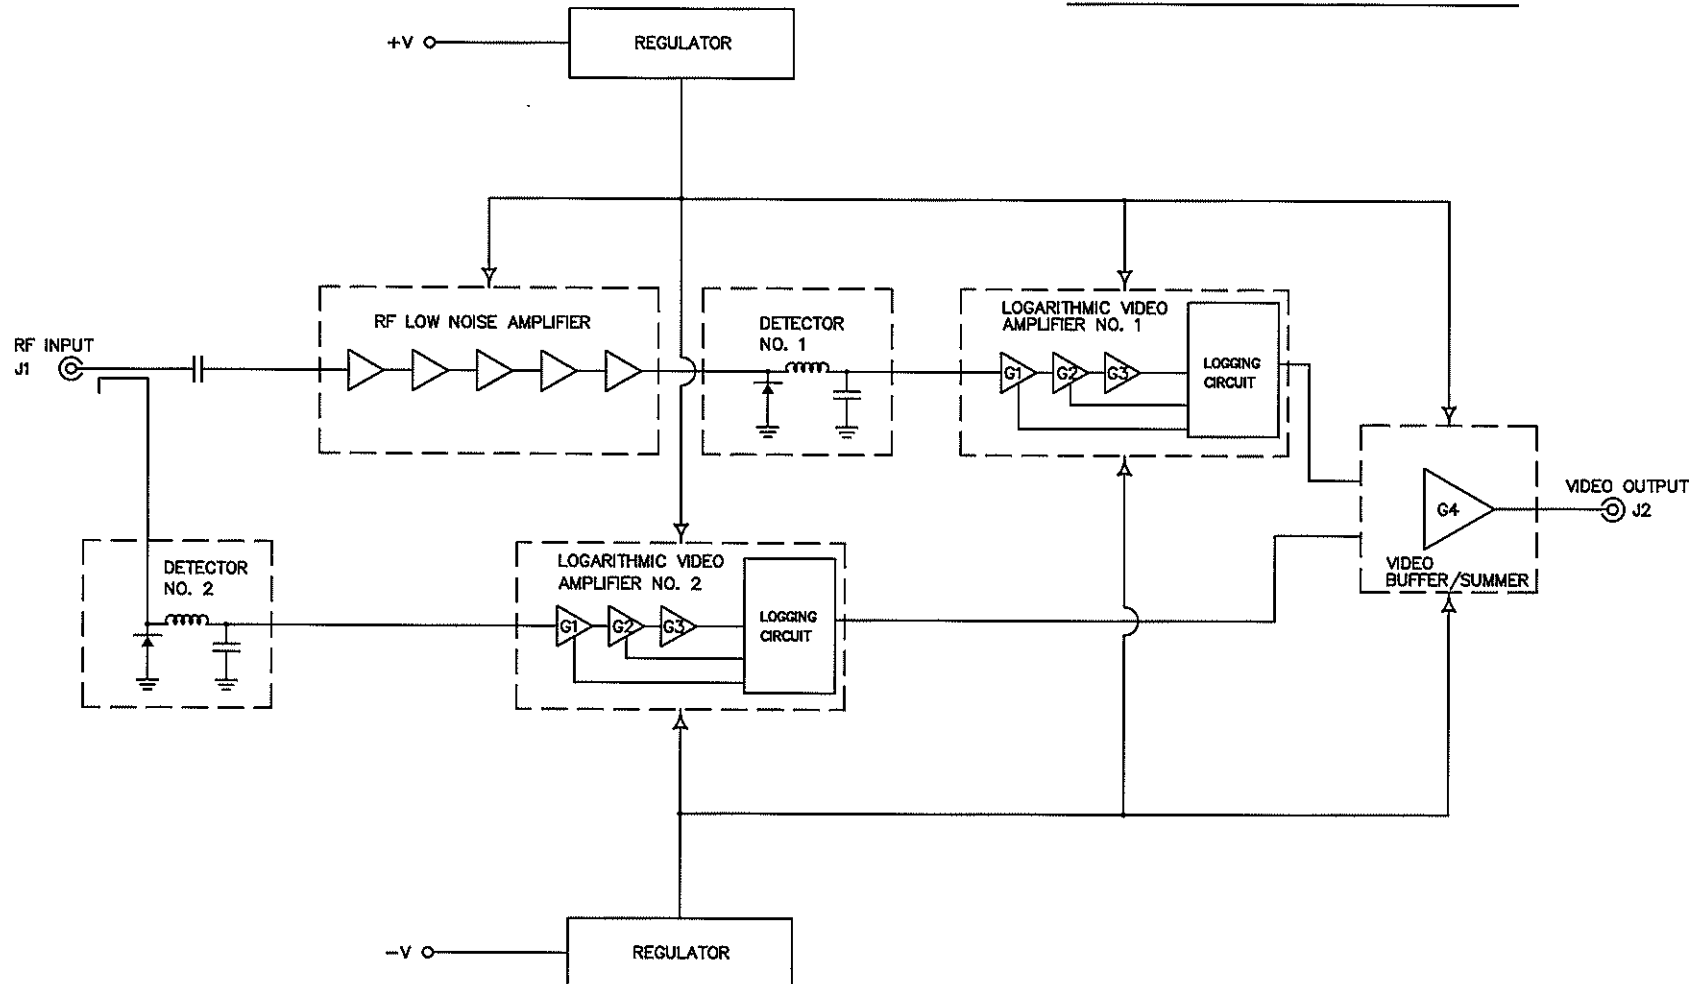 +V
REGULATOR
RF LOW NOISE AMPLIFIER
DETECTOR
NO. 1
LOGARITHMIC VIDEO
AMPLIFIER NO. 1
RF INPUT
J1
G1
G2
G3
LOGGING
CIRCUIT
VIDEO OUTPUT
J2
G4
VIDEO
BUFFER/SUMMER
DETECTOR
NO. 2
LOGARITHMIC VIDEO
AMPLIFIER NO. 2
G1
G2
G3
LOGGING
CIRCUIT
-V
REGULATOR